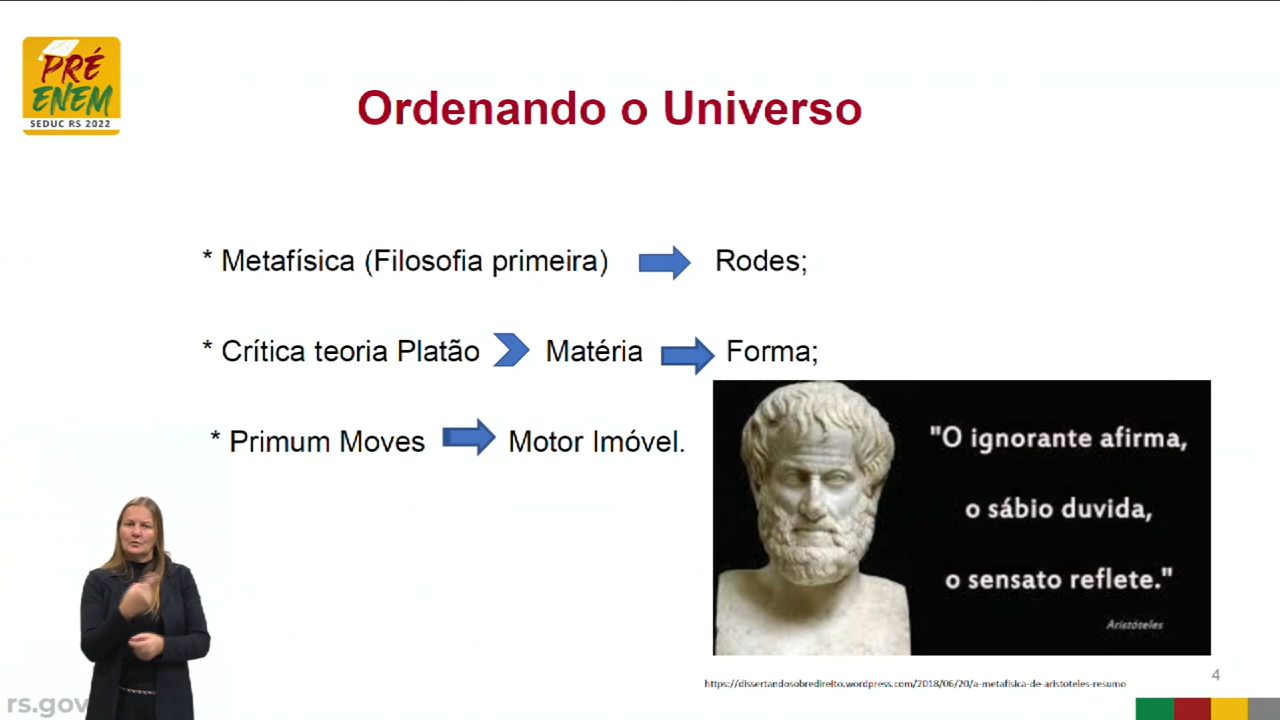 PRÉ
ENEM
SEDUC RS 2022
Ordenando o Universo
* Metafísica (Filosofia primeira) Rodes;
* Crítica teoria Platão Matéria Forma;
* Primum Moves Motor Imóvel.
"O ignorante afirma,
o sábio duvida,
o sensato reflete."
Aristóteles
https://dissertandosobredireito.wordpress.com/2018/06/20/a-metafisica-de-aristoteles-resumo
4
rs.gov